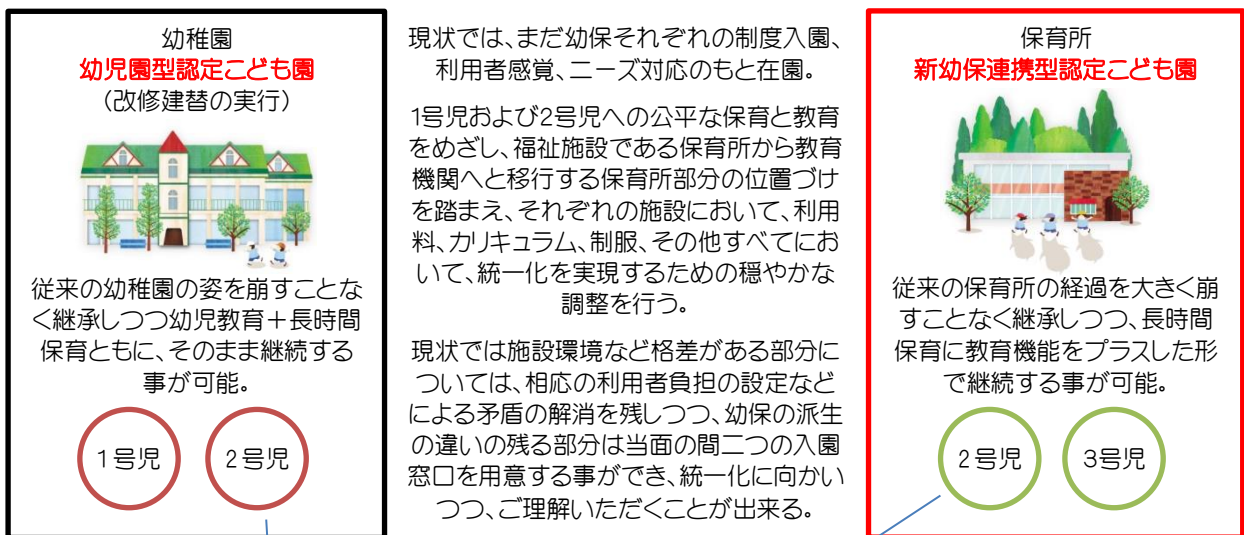 幼稚園
幼児園型認定こども園
（改修建替の実行）
従来の幼稚園の姿を崩すことな
く継承しつつ幼児教育＋長時間
保育ともに、そのまま継続する
事が可能。
1号児
2号児
現状では、まだ幼保それぞれの制度入園、
利用者感覚、ニーズ対応のもと在園。
1号児および2号児への公平な保育と教育
をめざし、福祉施設である保育所から教育
機関へと移行する保育所部分の位置づけ
を踏まえ、それぞれの施設において、利用
料、カリキュラム、制服、その他すべてにお
いて、統一化を実現するための穏やかな
調整を行う。
現状では施設環境など格差がある部分に
ついては、相応の利用者負担の設定など
による矛盾の解消を残しつつ、幼保の派生
の違いの残る部分は当面の間二つの入園
窓口を用意する事ができ、統一化に向かい
つつ、ご理解いただくことが出来る。
保育所
新幼保連携型認定こども園
従来の保育所の経過を大きく崩
すことなく継承しつつ、長時間
保育に教育機能をプラスした形
で継続する事が可能。
2号児
3号児